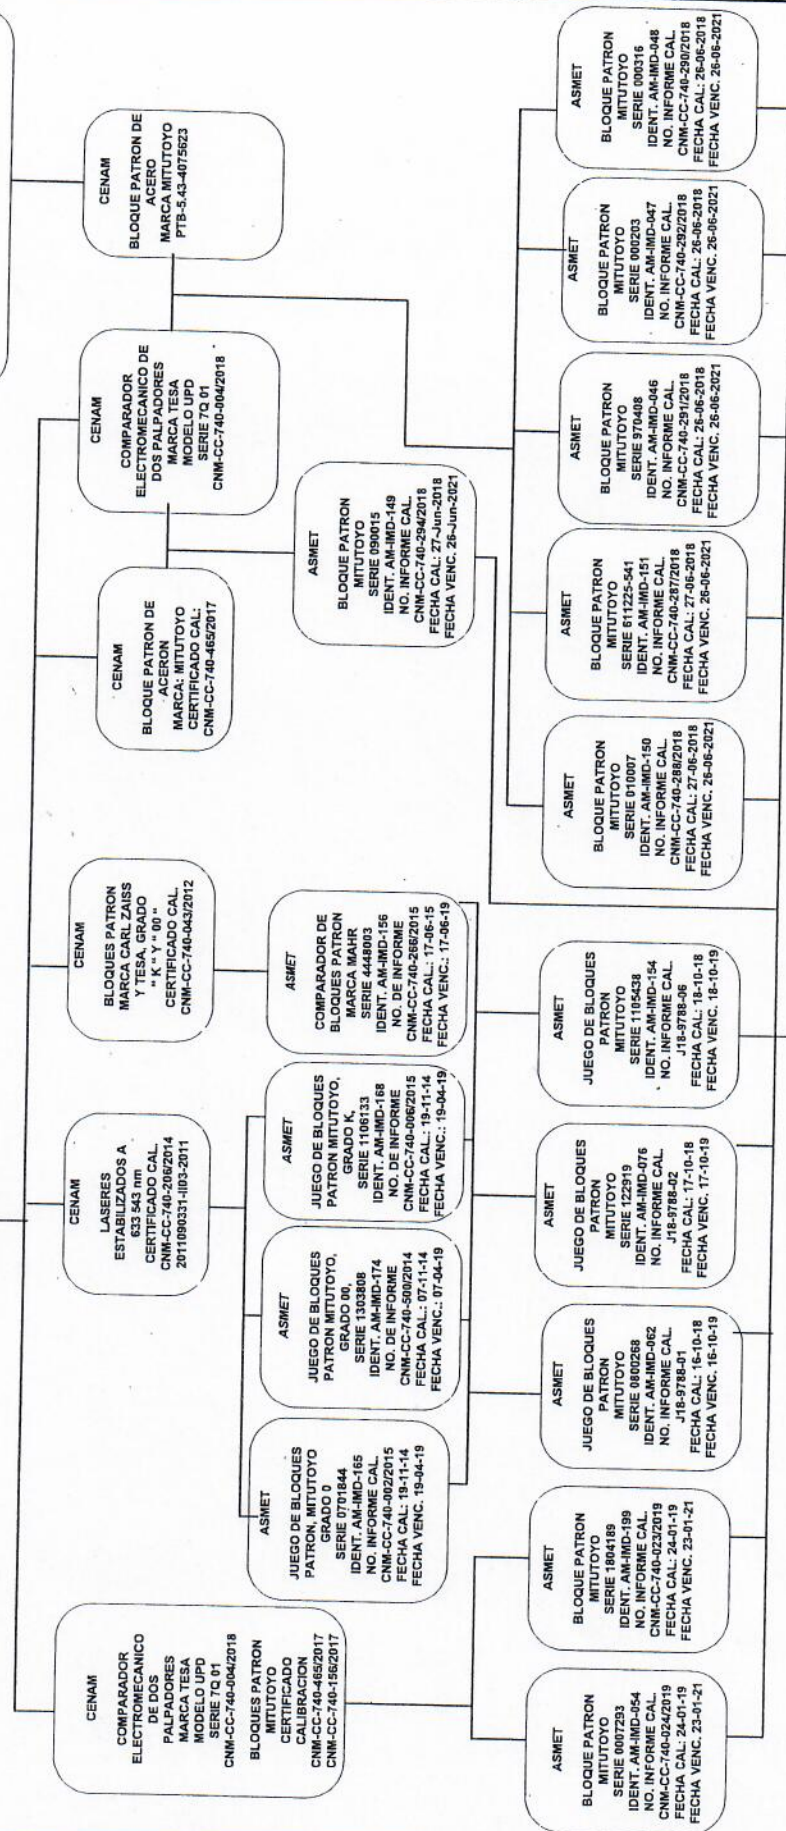 CENAM
COMPARADOR
ELECTROMECANICO
DE DOS
PALPADORES
MARCA TESA
MODELO UPD
SERIE 7Q 01
CNM-CC-740-004/2018
BLOQUES PATRON
MITUTOYO
CERTIFICADO
CALIBRACION
CNM-CC-740-465/2017
CNM-CC-740-156/2017
CENAM
LASERES
ESTABILIZADOS A
633 543 nm
CERTIFICADO CAL.
CNM-CC-740-206/2014
2011090331-II03-2011
CENAM
BLOQUES PATRON
MARCA CARL ZAISS
Y TESA, GRADO
" K " Y " 00 "
CERTIFICADO CAL.
CNM-CC-740-043/2012
CENAM
BLOQUE PATRON DE
ACERON
MARCA: MITUTOYO
CERTIFICADO CAL:
CNM-CC-740-465/2017
CENAM
COMPARADOR
ELECTROMECANICO DE
DOS PALPADORES
MARCA TESA
MODELO UPD
SERIE 7Q 01
CNM-CC-740-004/2018
CENAM
BLOQUE PATRON DE
ACERO
MARCA MITUTOYO
PTB-5.43-4075623
ASMET
JUEGO DE BLOQUES
PATRON, MITUTOYO
GRADO 0
SERIE 0701844
IDENT. AM-IMD-165
NO. INFORME CAL.
CNM-CC-740-002/2015
FECHA CAL: 19-11-14
FECHA VENC. 19-04-19
ASMET
JUEGO DE BLOQUES
PATRON MITUTOYO,
GRADO 00,
SERIE 1303808
IDENT. AM-IMD-174
NO. DE INFORME
CNM-CC-740-500/2014
FECHA CAL.: 07-11-14
FECHA VENC.: 07-04-19
ASMET
JUEGO DE BLOQUES
PATRON MITUTOYO,
GRADO K,
SERIE 1106133
IDENT. AM-IMD-168
NO. DE INFORME
CNM-CC-740-006/2015
FECHA CAL.: 19-11-14
FECHA VENC.: 19-04-19
ASMET
COMPARADOR DE
BLOQUES PATRON
MARCA MAHR
SERIE 4448003
IDENT. AM-IMD-156
NO. DE INFORME
CNM-CC-740-266/2015
FECHA CAL.: 17-06-15
FECHA VENC.: 17-06-19
ASMET
BLOQUE PATRON
MITUTOYO
SERIE 090015
IDENT. AM-IMD-149
NO. INFORME CAL.
CNM-CC-740-294/2018
FECHA CAL: 27-Jun-2018
FECHA VENC. 26-Jun-2021
ASMET
BLOQUE PATRON
MITUTOYO
SERIE 0007293
IDENT. AM-IMD-054
NO. INFORME CAL.
CNM-CC-740-024/2019
FECHA CAL: 24-01-19
FECHA VENC. 23-01-21
ASMET
BLOQUE PATRON
MITUTOYO
SERIE 1804189
IDENT. AM-IMD-199
NO. INFORME CAL.
CNM-CC-740-023/2019
FECHA CAL: 24-01-19
FECHA VENC. 23-01-21
ASMET
JUEGO DE BLOQUES
PATRON
MITUTOYO
SERIE 0800268
IDENT. AM-IMD-062
NO. INFORME CAL.
J18-9788-01
FECHA CAL: 16-10-18
FECHA VENC. 16-10-19
ASMET
JUEGO DE BLOQUES
PATRON
MITUTOYO
SERIE 122919
IDENT. AM-IMD-076
NO. INFORME CAL.
J18-9788-02
FECHA CAL: 17-10-18
FECHA VENC. 17-10-19
ASMET
JUEGO DE BLOQUES
PATRON
MITUTOYO
SERIE 1105438
IDENT. AM-IMD-154
NO. INFORME CAL.
J18-9788-06
FECHA CAL: 18-10-18
FECHA VENC. 18-10-19
ASMET
BLOQUE PATRON
MITUTOYO
SERIE 010007
IDENT. AM-IMD-150
NO. INFORME CAL.
CNM-CC-740-288/2018
FECHA CAL: 27-06-2018
FECHA VENC. 26-06-2021
ASMET
BLOQUE PATRON
MITUTOYO
SERIE 611225-541
IDENT. AM-IMD-151
NO. INFORME CAL.
CNM-CC-740-287/2018
FECHA CAL: 27-06-2018
FECHA VENC. 26-06-2021
ASMET
BLOQUE PATRON
MITUTOYO
SERIE 970408
IDENT. AM-IMD-046
NO. INFORME CAL.
CNM-CC-740-291/2018
FECHA CAL: 26-06-2018
FECHA VENC. 26-06-2021
ASMET
BLOQUE PATRON
MITUTOYO
SERIE 000203
IDENT. AM-IMD-047
NO. INFORME CAL.
CNM-CC-740-292/2018
FECHA CAL: 26-06-2018
FECHA VENC. 26-06-2021
ASMET
BLOQUE PATRON
MITUTOYO
SERIE 000316
IDENT. AM-IMD-048
NO. INFORME CAL.
CNM-CC-740-290/2018
FECHA CAL: 26-06-2018
FECHA VENC. 26-06-2021